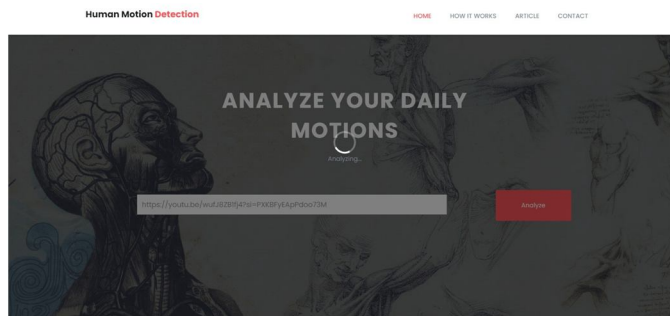 Human Motion Detection
HOME HOW IT WORKS ARTICLE CONTACT
ANALYZE YOUR DAILY
MOTIONS
Analyzing...
Analyze